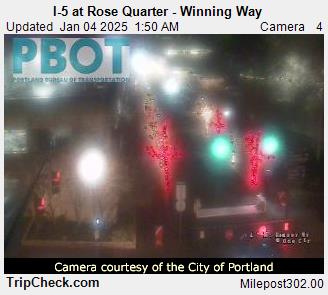 I-5 at Rose Quarter - Winning Way
Updated Jan 04 2025 1:50 AM Camera 4
PBOT
PORTLAND BUREAU OF TRANSPORTATION
Camera courtesy of the City of Portland
TripCheck.com Milepost302.00